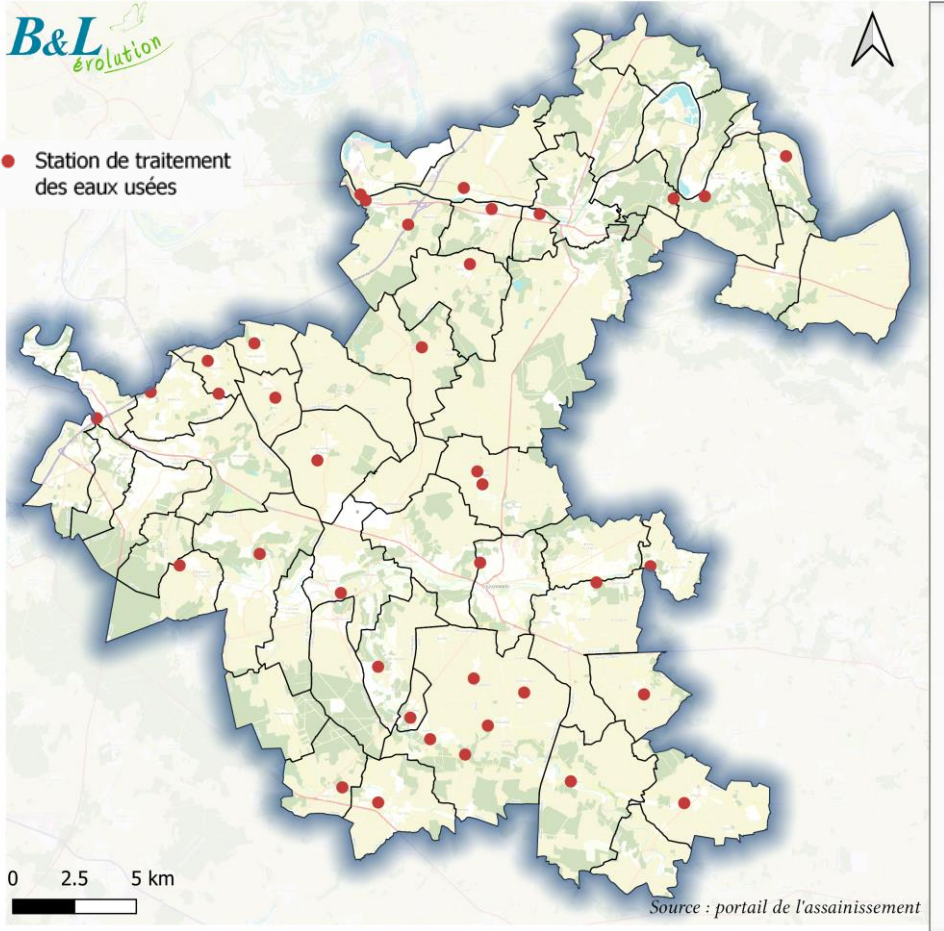 B&L
évolution
Station de traitement
des eaux usées
0 2.5 5 km
Source : portail de l'assainissement